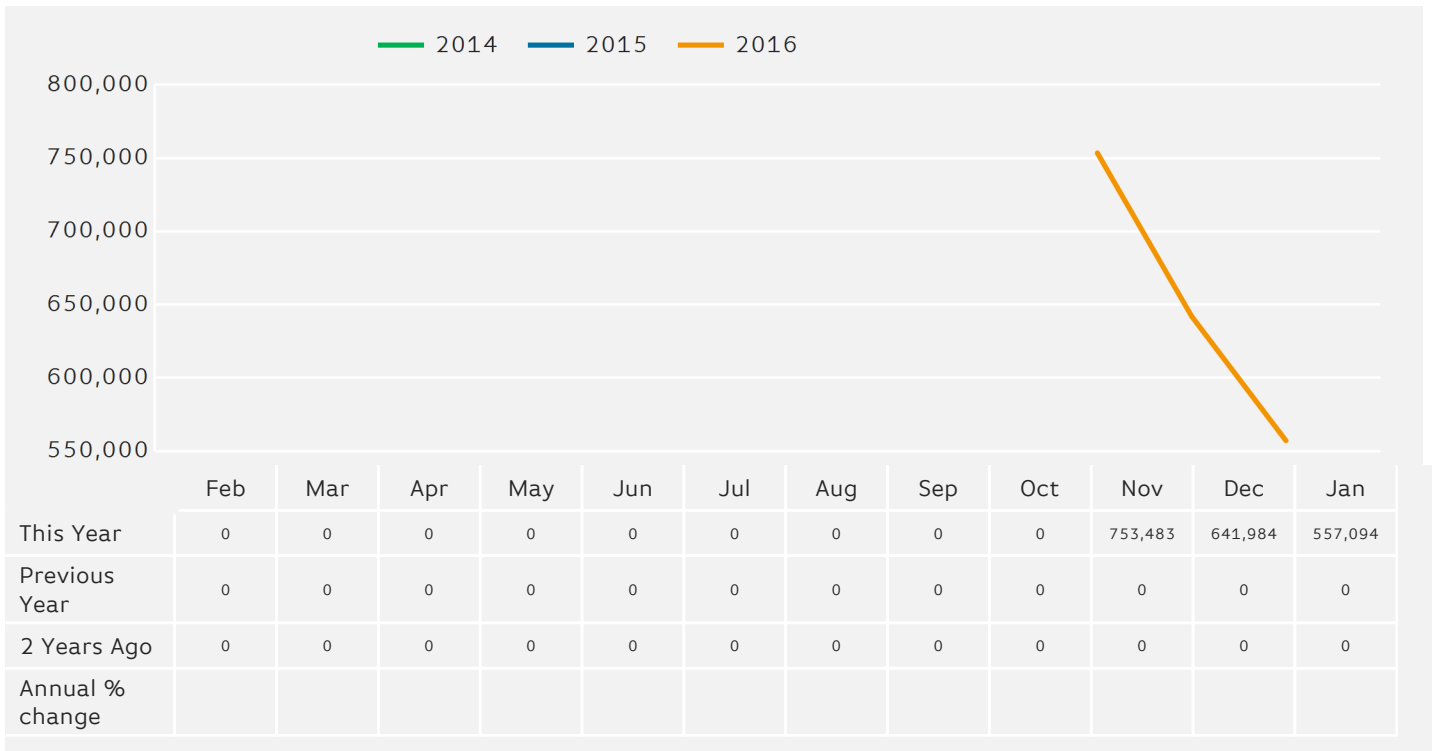 2014 2015 2016
800,000
750,000
700,000
650,000
600,000
550,000
Feb Mar Apr May Jun Jul Aug Sep Oct Nov Dec Jan
This Year 0 0 0 0 0 0 0 0 0 753,483 641,984 557,094
Previous
Year 0 0 0 0 0 0 0 0 0 0 0 0
2 Years Ago 0 0 0 0 0 0 0 0 0 0 0 0
Annual %
change